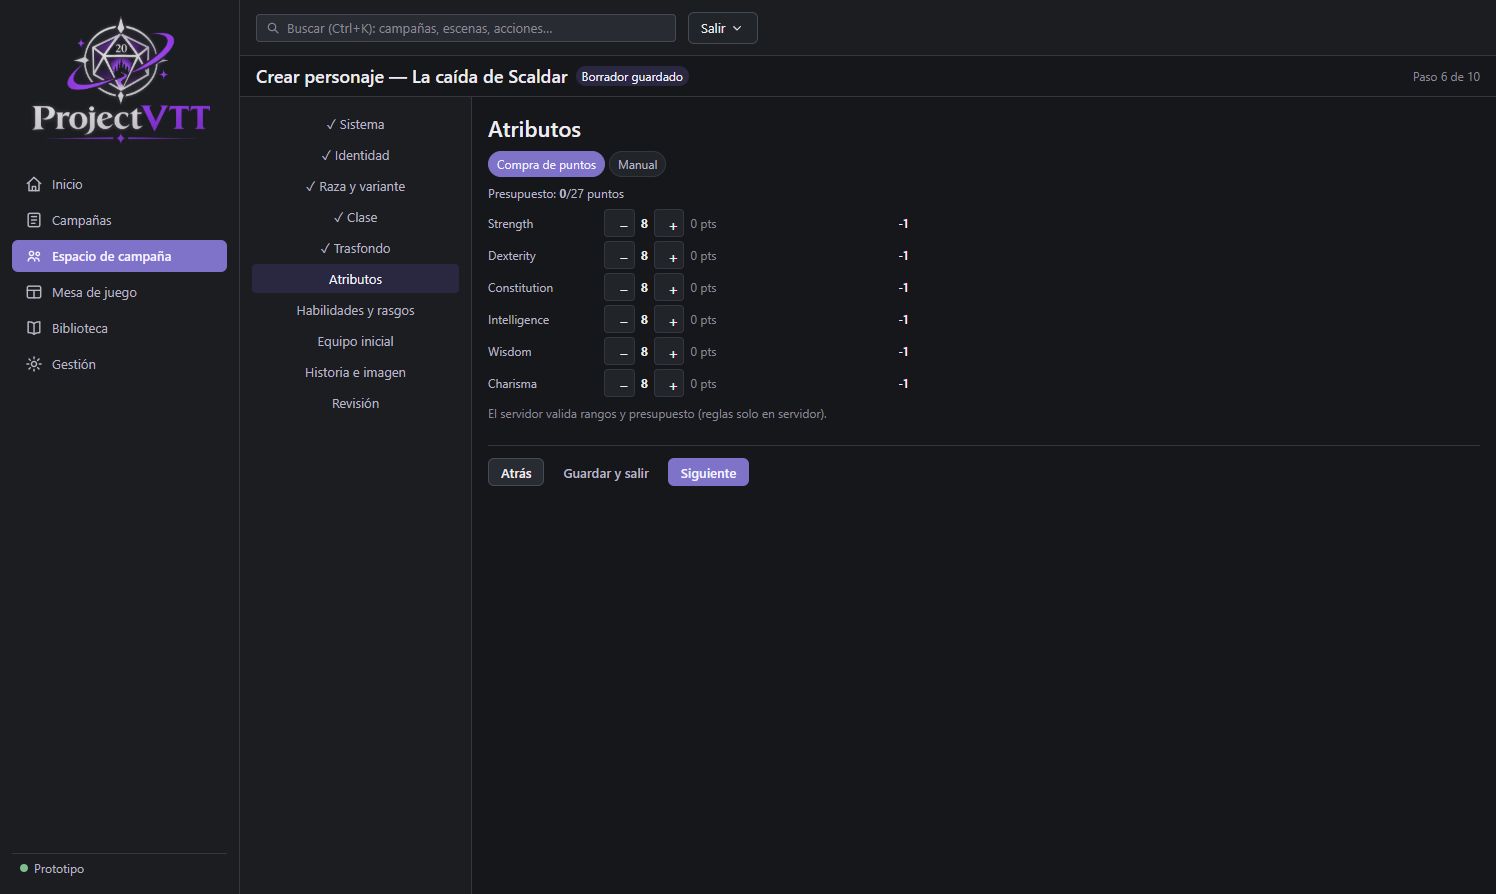 20
ProjectVTT
Inicio
Campañas
Espacio de campaña
Mesa de juego
Biblioteca
Gestión
Prototipo
Buscar (Ctrl+K): campañas, escenas, acciones...
Salir
Crear personaje — La caída de Scaldar Borrador guardado Paso 6 de 10
✓ Sistema
✓ Identidad
✓ Raza y variante
✓ Clase
✓ Trasfondo
Atributos
Habilidades y rasgos
Equipo inicial
Historia e imagen
Revisión
Atributos
Compra de puntos Manual
Presupuesto: 0/27 puntos
Strength – 8 + 0 pts -1
Dexterity – 8 + 0 pts -1
Constitution – 8 + 0 pts -1
Intelligence – 8 + 0 pts -1
Wisdom – 8 + 0 pts -1
Charisma – 8 + 0 pts -1
El servidor valida rangos y presupuesto (reglas solo en servidor).
Atrás Guardar y salir Siguiente